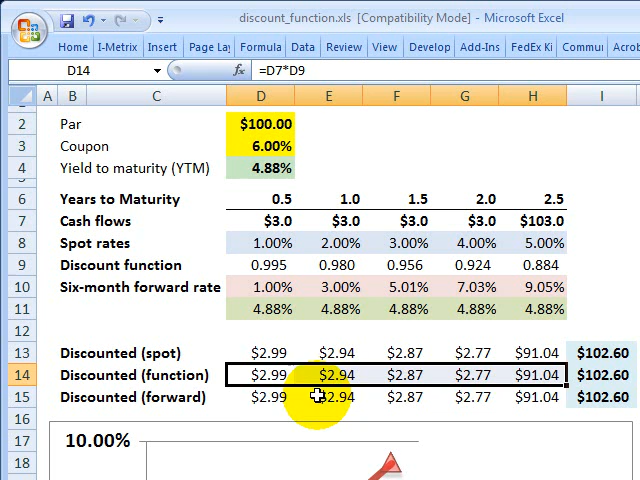 discount_function.xls [Compatibility Mode] - Microsoft Excel
Home I-Metrix Insert Page La Formula Data Review View Develop Add-Ins FedEx Ki Commu Acrob
D14 fx =D7*D9
A B C D E F G H I
2 Par $100.00
3 Coupon 6.00%
4 Yield to maturity (YTM) 4.88%
6 Years to Maturity 0.5 1.0 1.5 2.0 2.5
7 Cash flows $3.0 $3.0 $3.0 $3.0 $103.0
8 Spot rates 1.00% 2.00% 3.00% 4.00% 5.00%
9 Discount function 0.995 0.980 0.956 0.924 0.884
10 Six-month forward rate 1.00% 3.00% 5.01% 7.03% 9.05%
11 4.88% 4.88% 4.88% 4.88% 4.88%
12
13 Discounted (spot) $2.99 $2.94 $2.87 $2.77 $91.04 $102.60
14 Discounted (function) $2.99 $2.94 $2.87 $2.77 $91.04 $102.60
15 Discounted (forward) $2.99 $2.94 $2.87 $2.77 $91.04 $102.60
16
17 10.00%
18